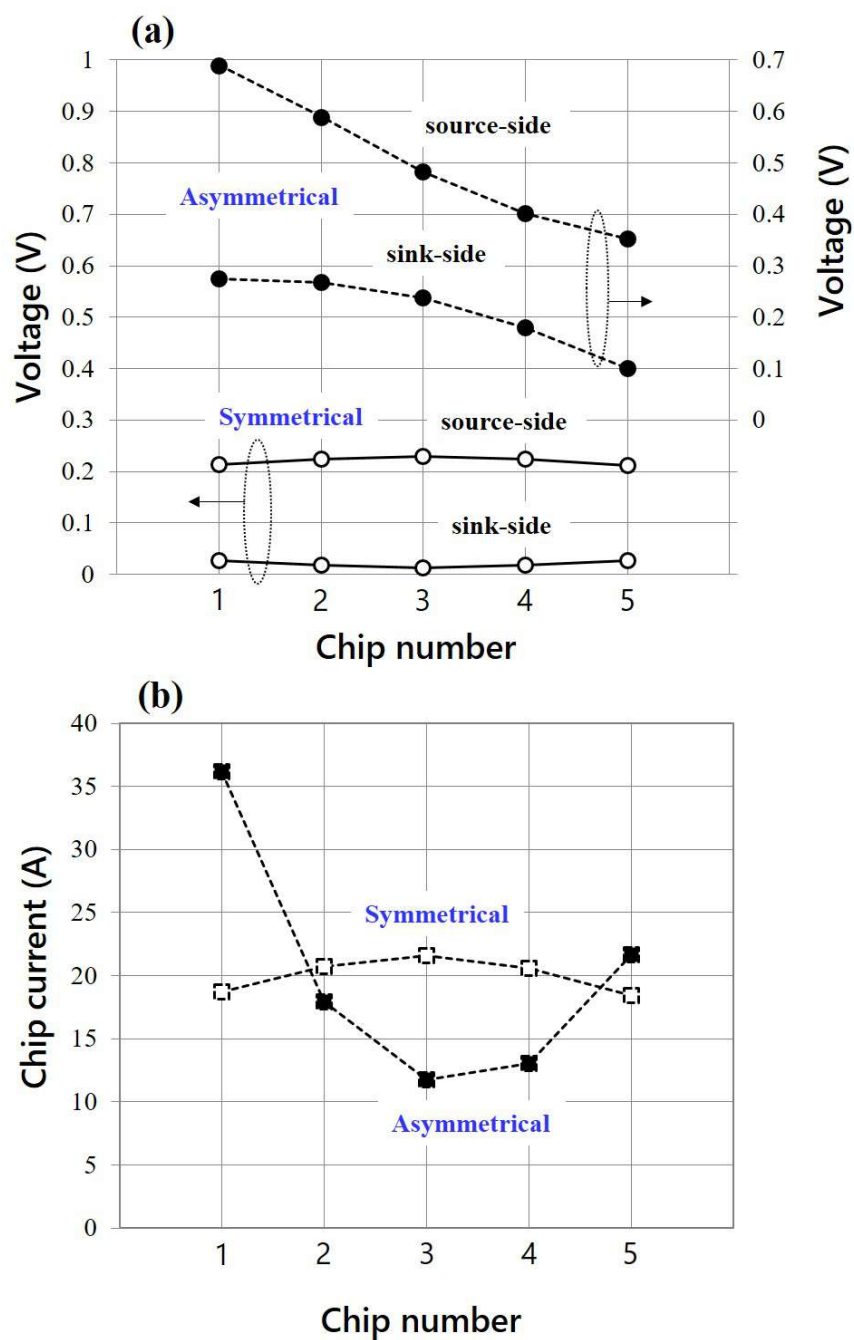 (a)
1
0.9
0.8
0.7
0.6
0.5
0.4
0.3
0.2
0.1
0
Voltage (V)
0.7
0.6
0.5
0.4
0.3
0.2
0.1
0
Voltage (V)
source-side
Asymmetrical
sink-side
Symmetrical
source-side
sink-side
1 2 3 4 5
Chip number
(b)
40
35
30
25
20
15
10
5
0
Chip current (A)
Symmetrical
Asymmetrical
1 2 3 4 5
Chip number